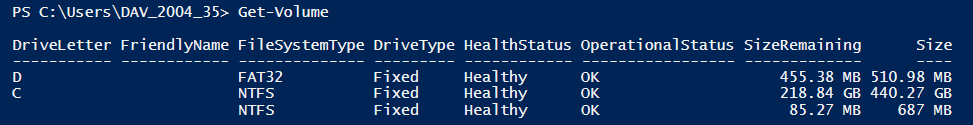 PS C:\Users\DAV_2004_35> Get-Volume
DriveLetter FriendlyName FileSystemType DriveType HealthStatus OperationalStatus SizeRemaining      Size
----------- ------------ -------------- --------- ------------ ----------------- -------------      ----
D                        FAT32          Fixed     Healthy      OK                    455.38 MB 510.98 MB
C                        NTFS           Fixed     Healthy      OK                    218.84 GB 440.27 GB
                         NTFS           Fixed     Healthy      OK                     85.27 MB    687 MB